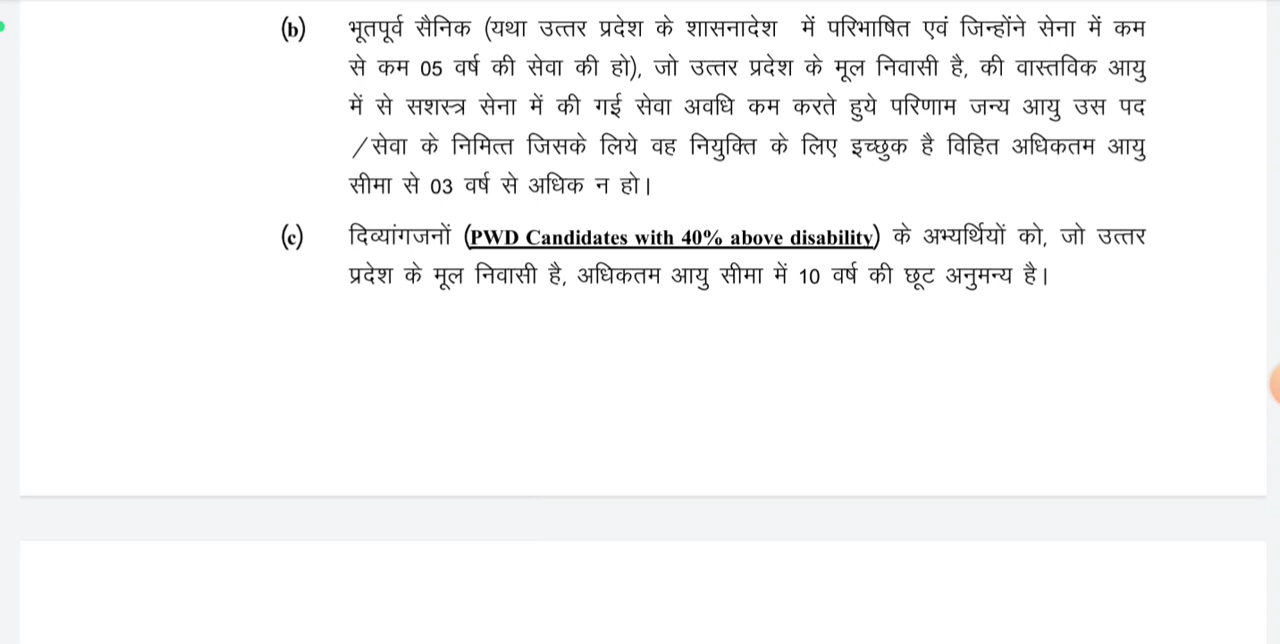 (b) भूतपूर्व सैनिक (यथा उत्तर प्रदेश के शासनादेश में परिभाषित एवं जिन्होंने सेना में कम
से कम 05 वर्ष की सेवा की हो), जो उत्तर प्रदेश के मूल निवासी है, की वास्तविक आयु
में से सशस्त्र सेना में की गई सेवा अवधि कम करते हुये परिणाम जन्य आयु उस पद
/सेवा के निमित्त जिसके लिये वह नियुक्ति के लिए इच्छुक है विहित अधिकतम आयु
सीमा से 03 वर्ष से अधिक न हो।
(c) दिव्यांगजनों (PWD Candidates with 40% above disability) के अभ्यर्थियों को, जो उत्तर
प्रदेश के मूल निवासी है, अधिकतम आयु सीमा में 10 वर्ष की छूट अनुमन्य है।